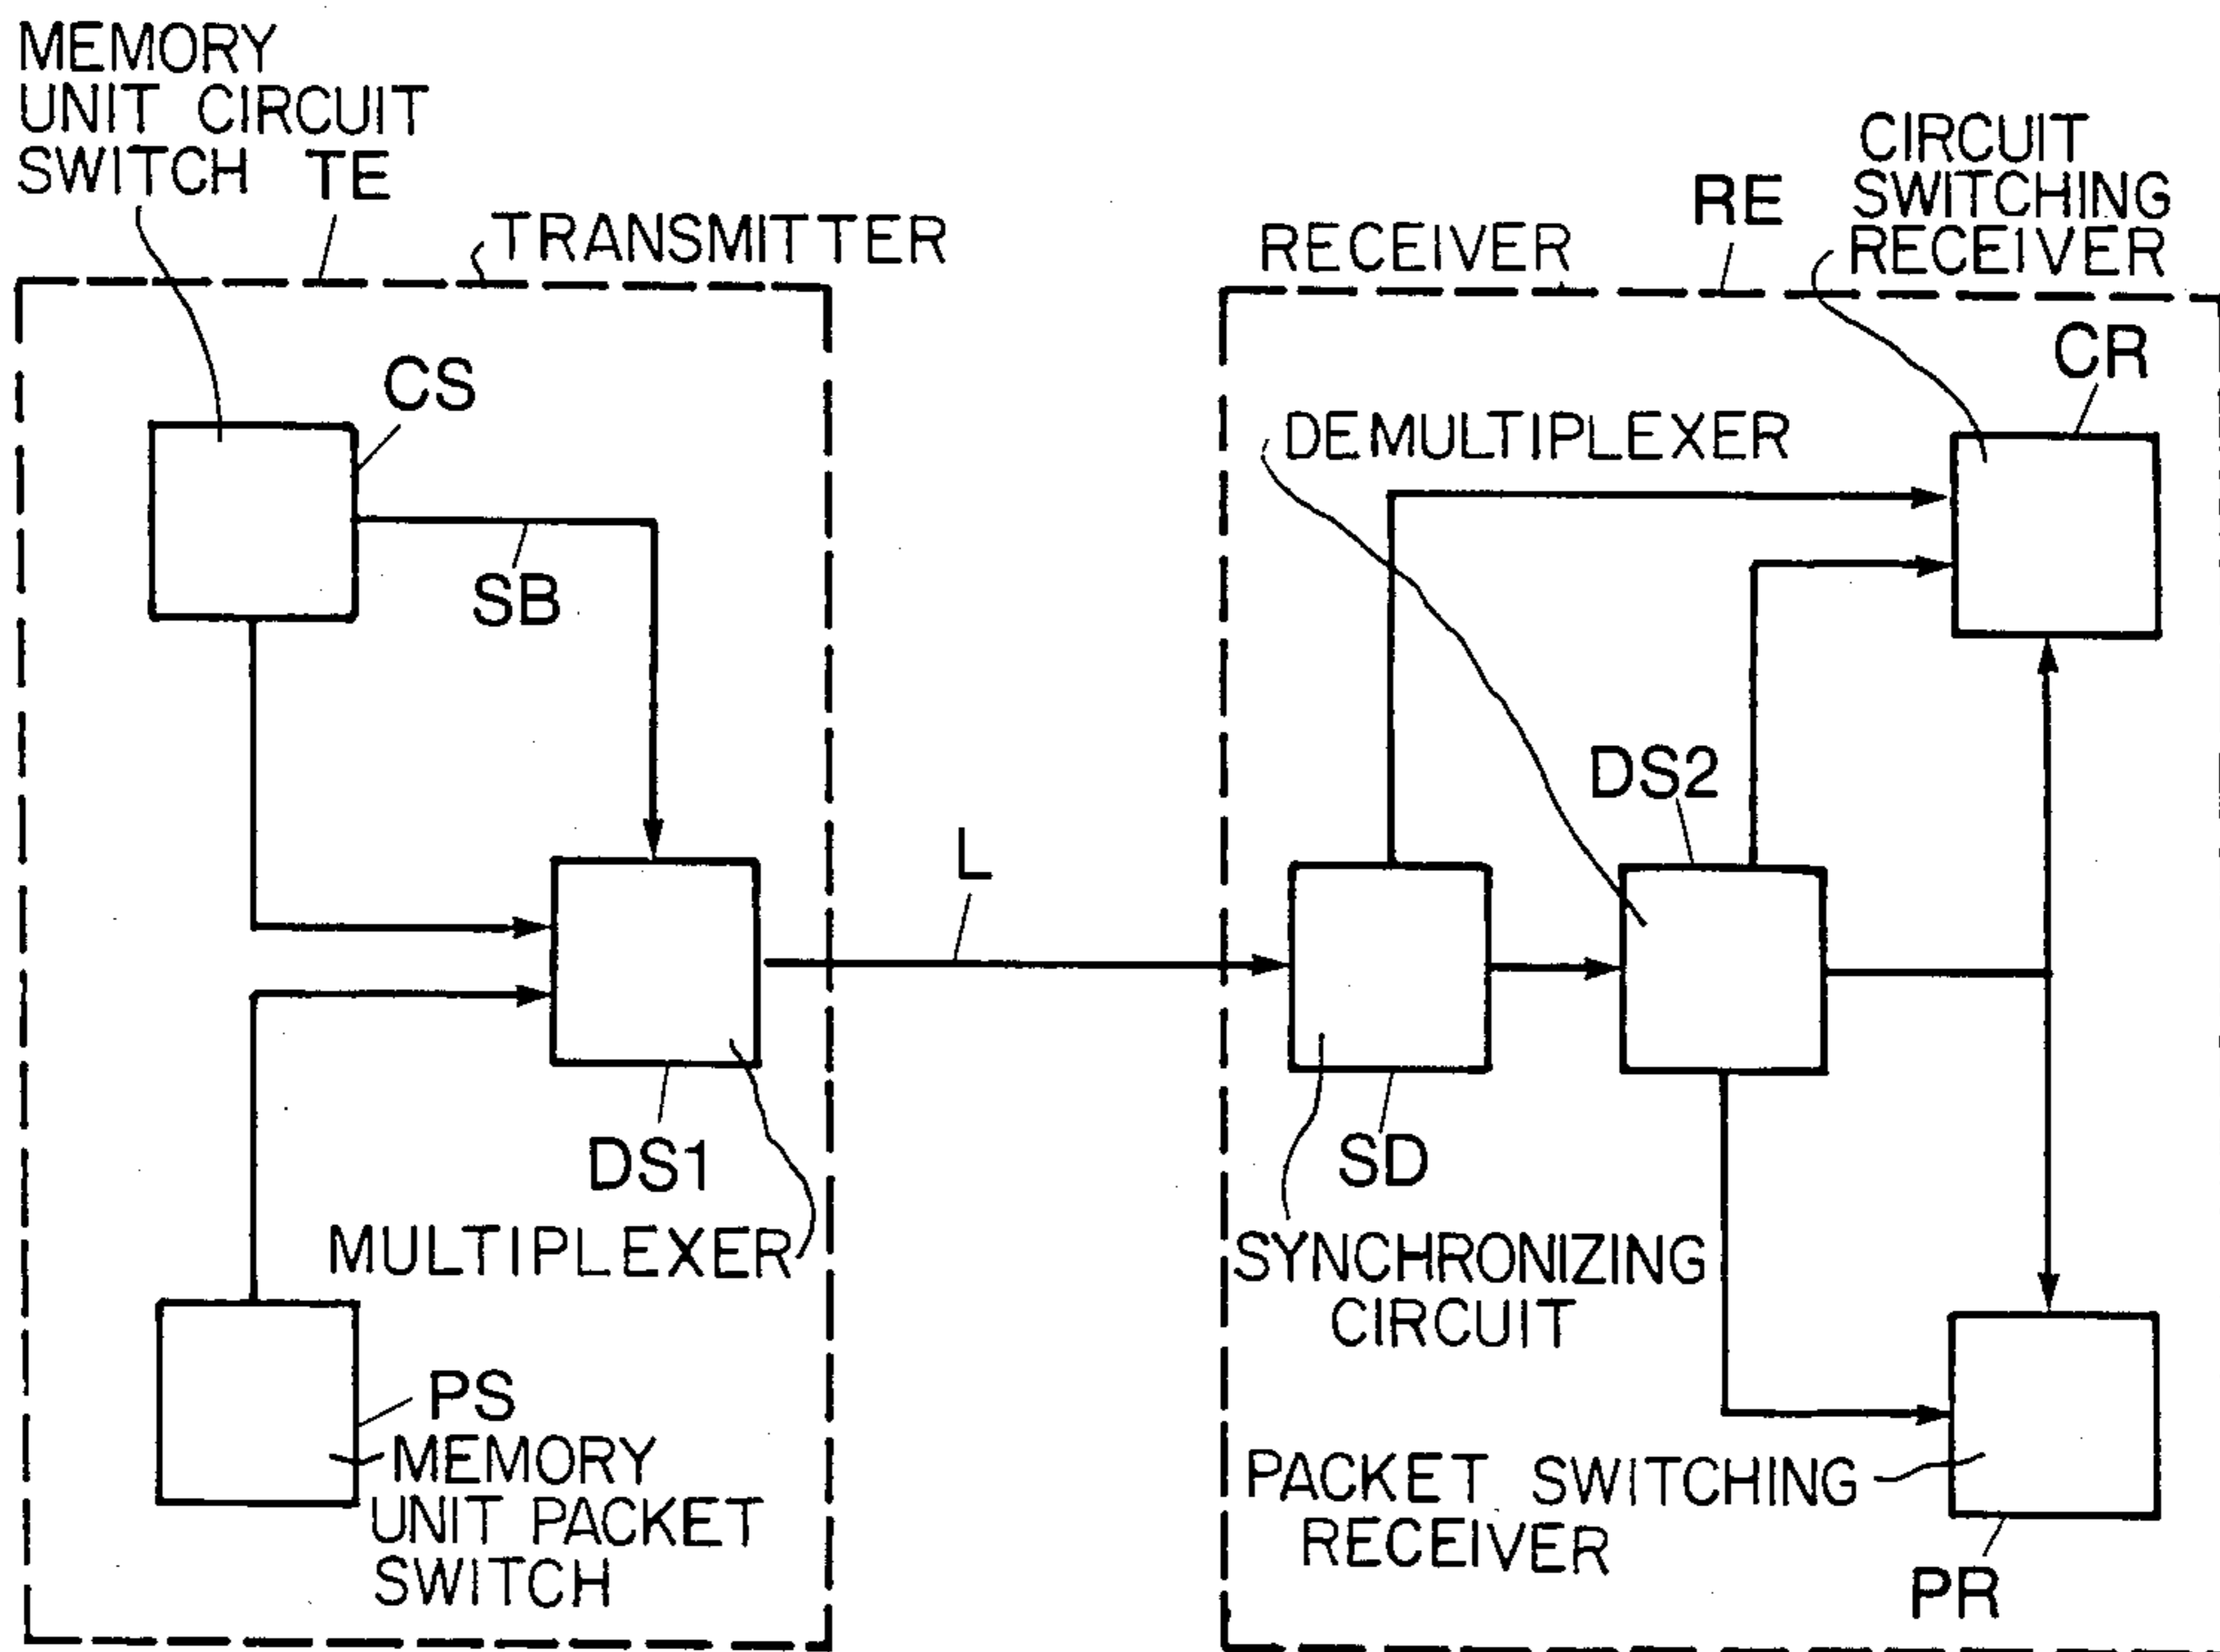 MEMORY
UNIT CIRCUIT
SWITCH TE
TRANSMITTER
CS
SB
DS1
MULTIPLEXER
PS
MEMORY
UNIT PACKET
SWITCH
L
RECEIVER
RE
CIRCUIT
SWITCHING
RECEIVER
CR
DEMULTIPLEXER
DS2
SD
SYNCHRONIZING
CIRCUIT
PACKET SWITCHING
RECEIVER
PR